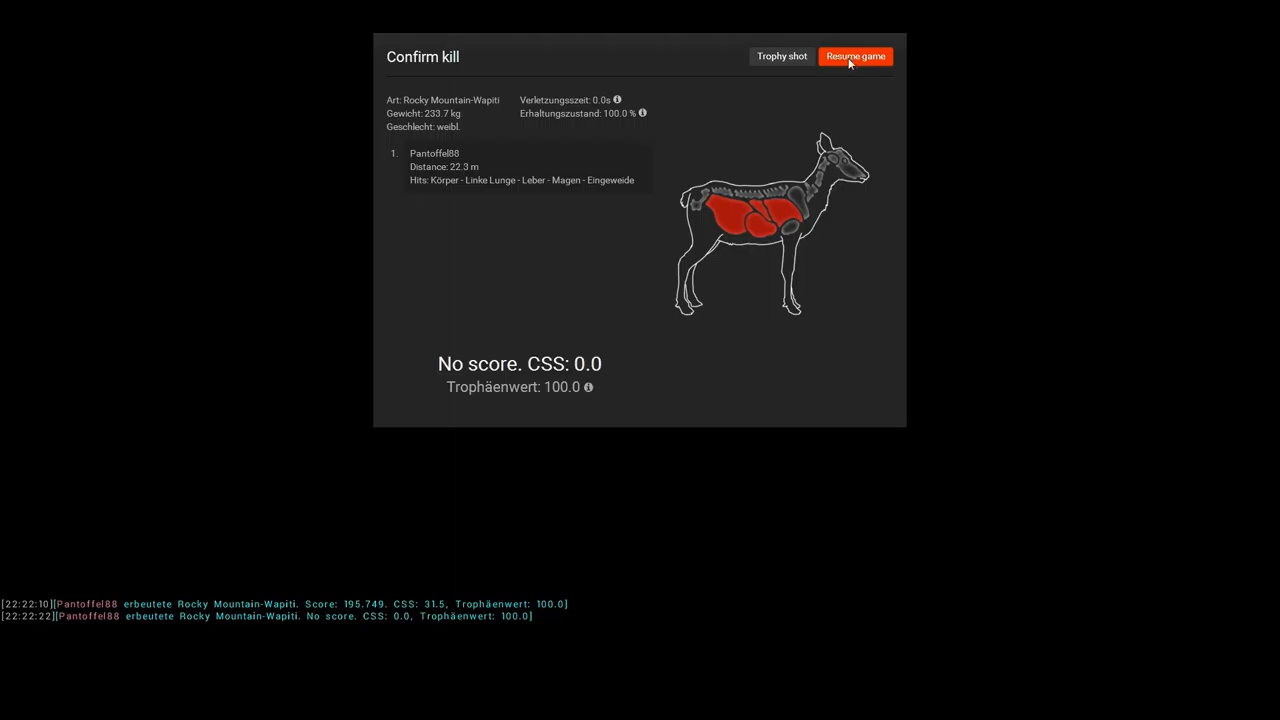 Confirm kill
Trophy shot
Resume game
Art: Rocky Mountain-Wapiti
Gewicht: 233.7 kg
Geschlecht: weibl.
Verletzungsszeit: 0.0s
Erhaltungszustand: 100.0 %
1. Pantoffel88
Distance: 22.3 m
Hits: Körper - Linke Lunge - Leber - Magen - Eingeweide
No score. CSS: 0.0
Trophäenwert: 100.0
[22:22:10][Pantoffel88 erbeutete Rocky Mountain-Wapiti. Score: 195.749. CSS: 31.5, Trophäenwert: 100.0]
[22:22:22][Pantoffel88 erbeutete Rocky Mountain-Wapiti. No score. CSS: 0.0, Trophäenwert: 100.0]